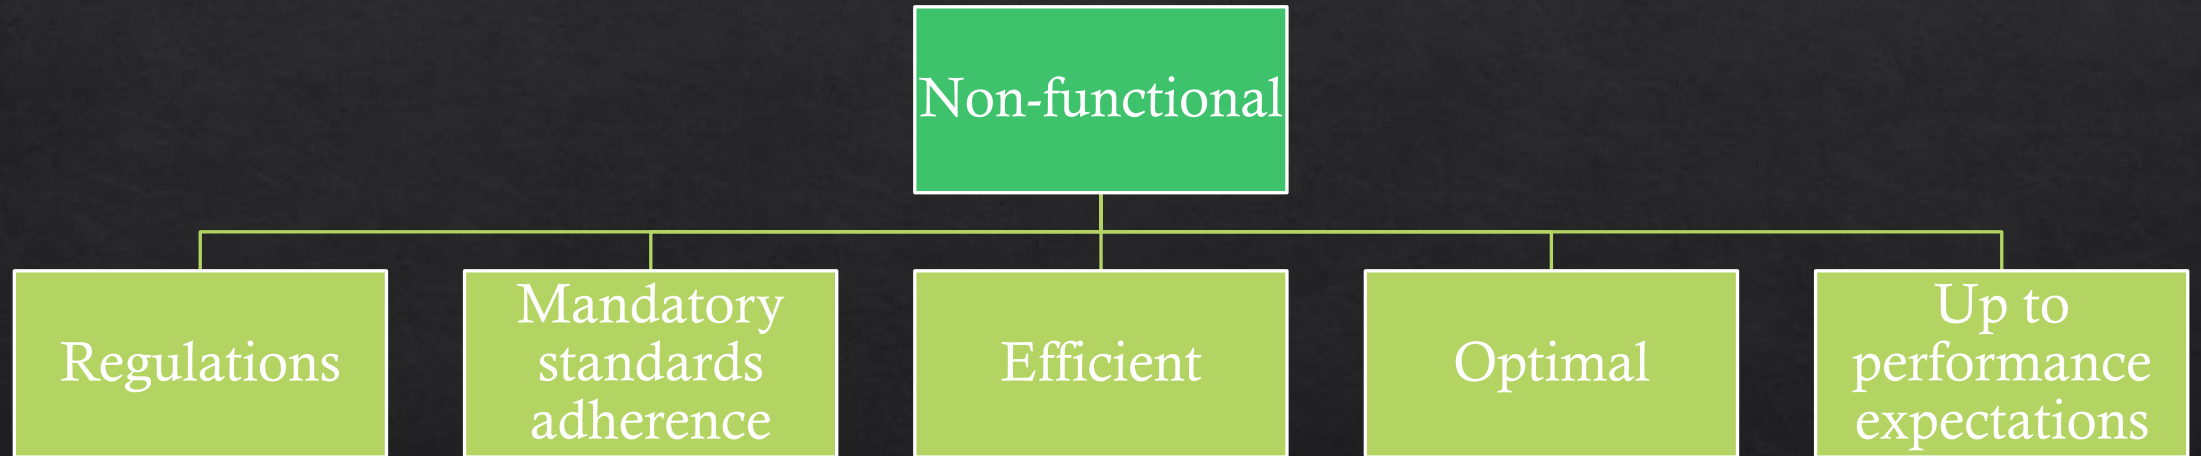 Non-functional
Regulations
Mandatory
standards
adherence
Efficient
Optimal
Up to
performance
expectations